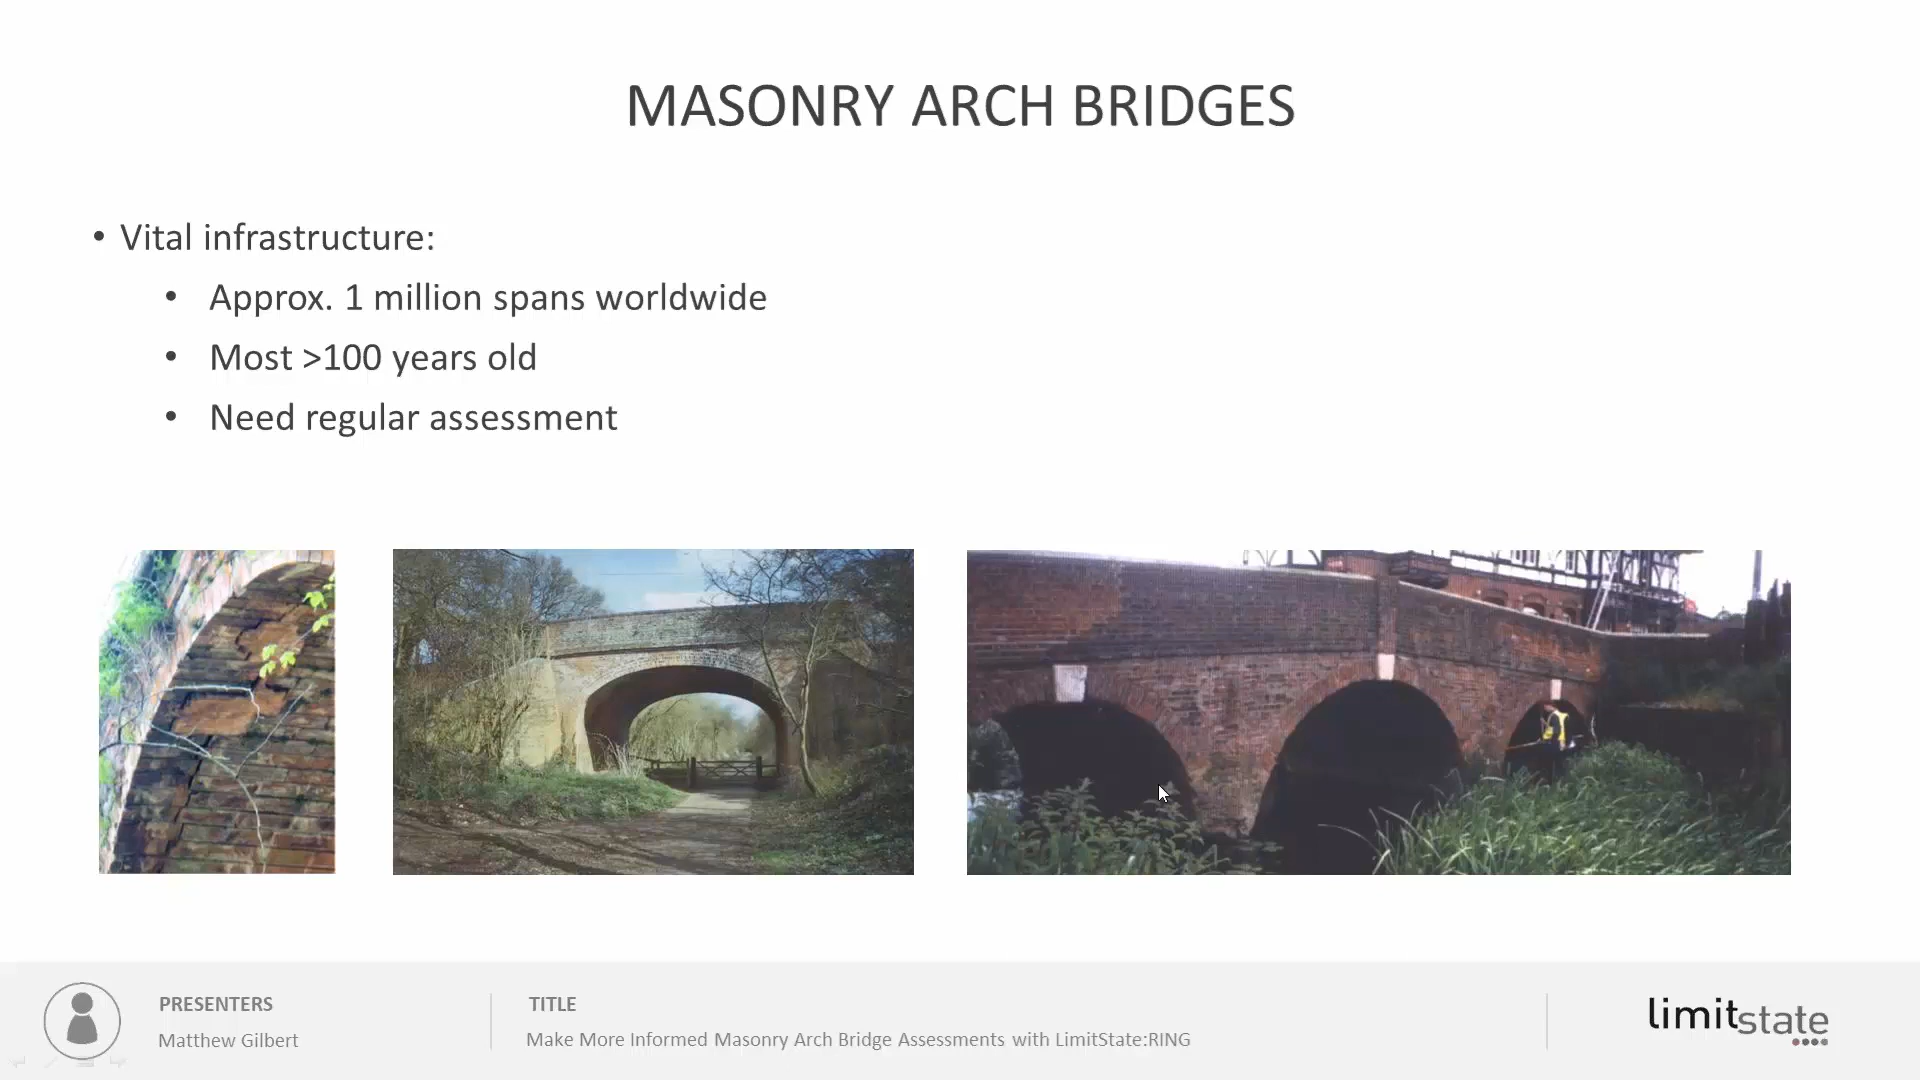 MASONRY ARCH BRIDGES
• Vital infrastructure:
• Approx. 1 million spans worldwide
• Most >100 years old
• Need regular assessment
PRESENTERS
Matthew Gilbert
TITLE
Make More Informed Masonry Arch Bridge Assessments with LimitState:RING
limitstate